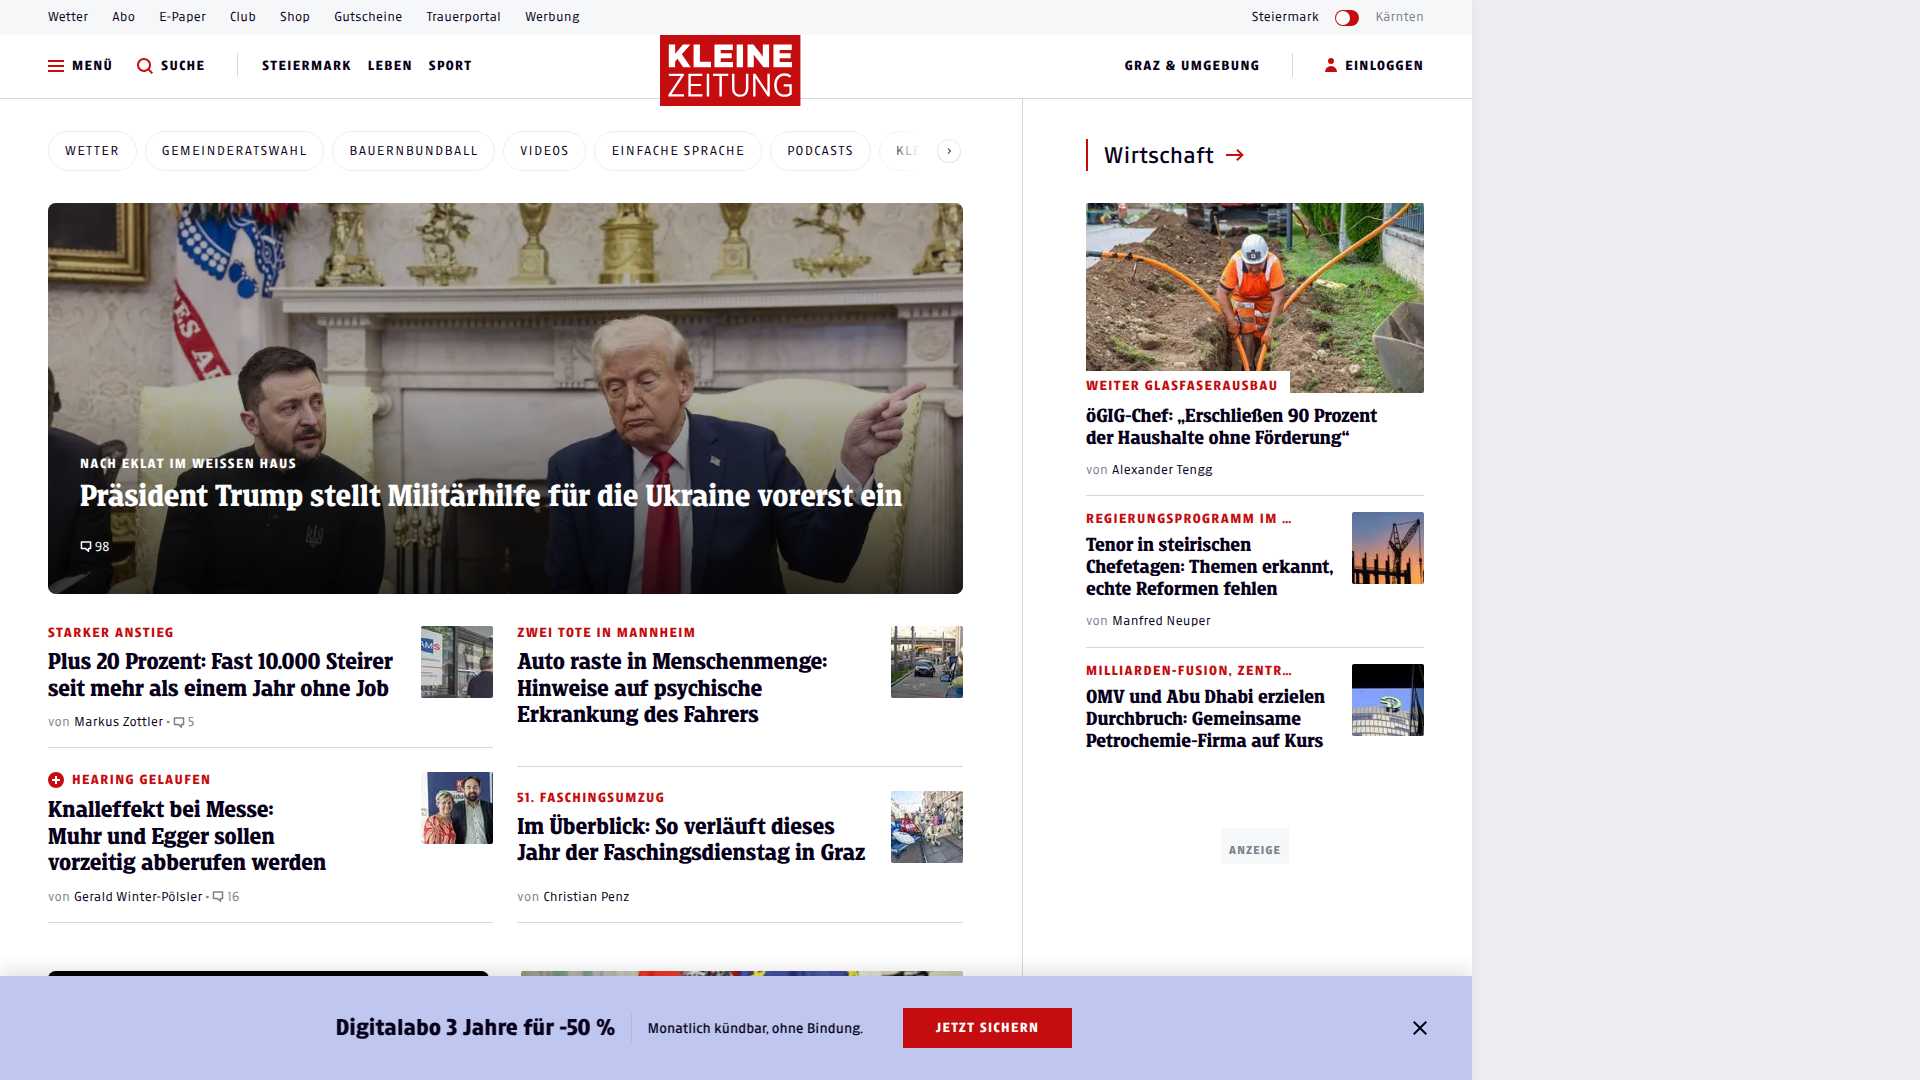 Wetter Abo E-Paper Club Shop Gutscheine Trauerportal Werbung Steiermark Kärnten
MENÜ SUCHE STEIERMARK LEBEN SPORT KLEINE ZEITUNG GRAZ & UMGEBUNG EINLOGGEN
WETTER GEMEINDERATSWAHL BAUERNBUNDBALL VIDEOS EINFACHE SPRACHE PODCASTS
NACH EKLAT IM WEISSEN HAUS
Präsident Trump stellt Militärhilfe für die Ukraine vorerst ein
98
STARKER ANSTIEG
Plus 20 Prozent: Fast 10.000 Steirer
seit mehr als einem Jahr ohne Job
von Markus Zottler • 5
HEARING GELAUFEN
Knalleffekt bei Messe:
Muhr und Egger sollen
vorzeitig abberufen werden
von Gerald Winter-Pölsler • 16
ZWEI TOTE IN MANNHEIM
Auto raste in Menschenmenge:
Hinweise auf psychische
Erkrankung des Fahrers
51. FASCHINGSUMZUG
Im Überblick: So verläuft dieses
Jahr der Faschingsdienstag in Graz
von Christian Penz
Wirtschaft
WEITER GLASFASERAUSBAU
öGIG-Chef: „Erschließen 90 Prozent
der Haushalte ohne Förderung“
von Alexander Tengg
REGIERUNGSPROGRAMM IM ...
Tenor in steirischen
Chefetagen: Themen erkannt,
echte Reformen fehlen
von Manfred Neuper
MILLIARDEN-FUSION, ZENTR...
OMV und Abu Dhabi erzielen
Durchbruch: Gemeinsame
Petrochemie-Firma auf Kurs
ANZEIGE
Digitalabo 3 Jahre für -50 % Monatlich kündbar, ohne Bindung. JETZT SICHERN